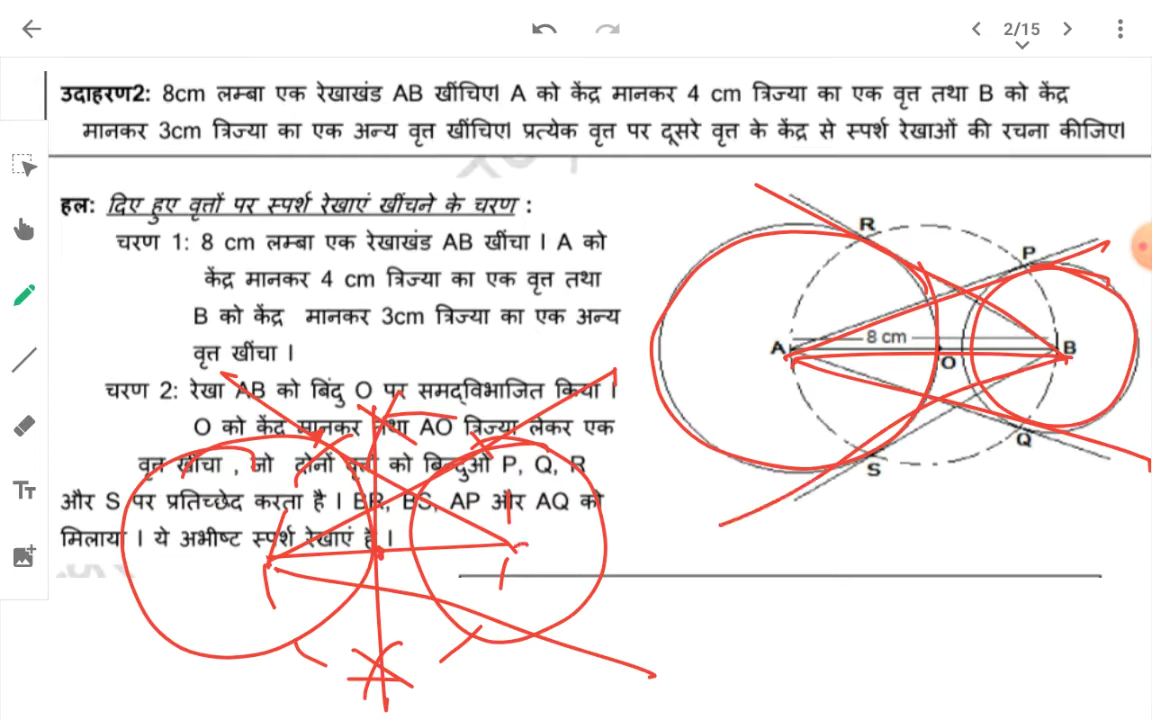 2/15
उदाहरण2: 8cm लम्बा एक रेखाखंड AB खींचिए। A को केंद्र मानकर 4 cm त्रिज्या का एक वृत्त तथा B को केंद्र
मानकर 3cm त्रिज्या का एक अन्य वृत्त खींचिए। प्रत्येक वृत्त पर दूसरे वृत्त के केंद्र से स्पर्श रेखाओं की रचना कीजिए।
हल: दिए हुए वृत्तों पर स्पर्श रेखाएं खींचने के चरण :
चरण 1: 8 cm लम्बा एक रेखाखंड AB खींचा । A को
केंद्र मानकर 4 cm त्रिज्या का एक वृत्त तथा
B को केंद्र मानकर 3cm त्रिज्या का एक अन्य
वृत्त खींचा ।
चरण 2: रेखा AB को बिंदु O पर समद्विभाजित किया ।
O को केंद्र मानकर तथा AO त्रिज्या लेकर एक
वृत्त खींचा , जो दोनों वृत्तों को बिन्दुओं P, Q, R
और S पर प्रतिच्छेद करता है । BR, BS, AP और AQ को
मिलाया । ये अभीष्ट स्पर्श रेखाएं हैं ।
R
P
A
8 cm
B
O
Q
S
Tт